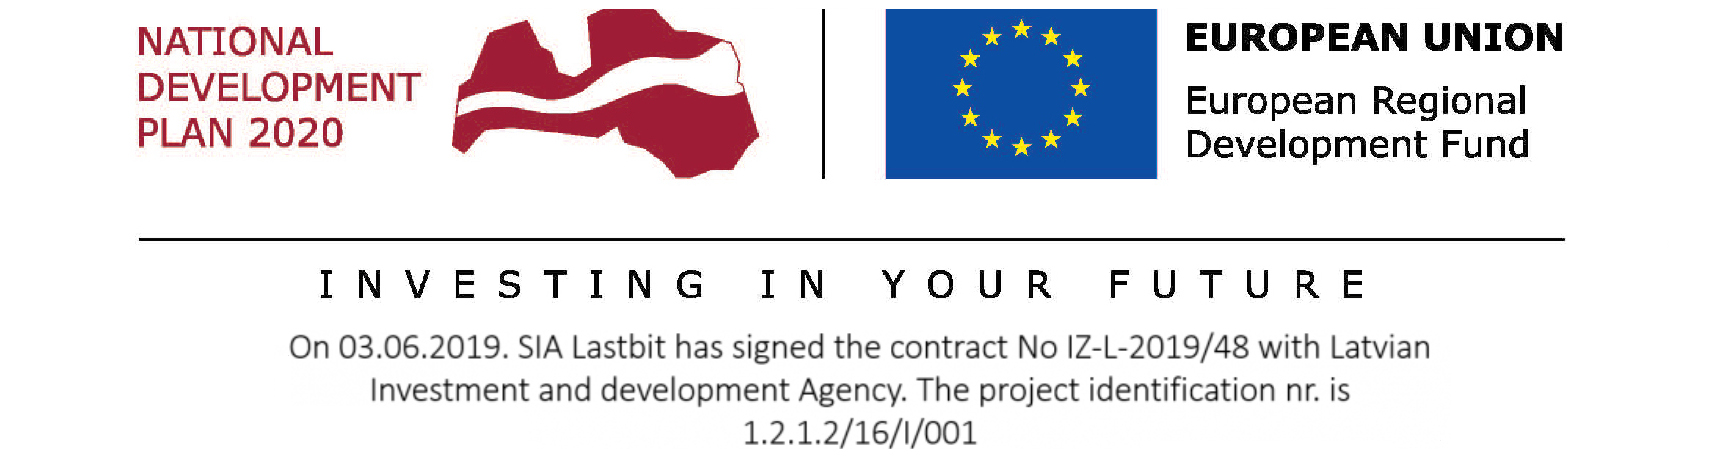 NATIONAL
DEVELOPMENT
PLAN 2020
EUROPEAN UNION
European Regional
Development Fund
INVESTING IN YOUR FUTURE
On 03.06.2019. SIA Lastbit has signed the contract No IZ-L-2019/48 with Latvian
Investment and development Agency. The project identification nr. is
1.2.1.2/16/I/001